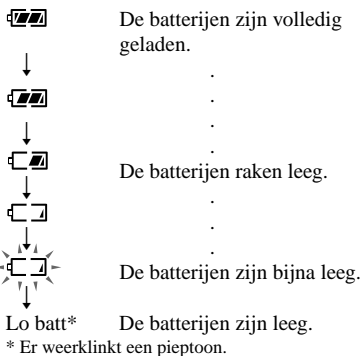 De batterijen zijn volledig
geladen.
.
.
.
.
De batterijen raken leeg.
.
.
.
De batterijen zijn bijna leeg.
Lo batt* De batterijen zijn leeg.
* Er weerklinkt een pieptoon.